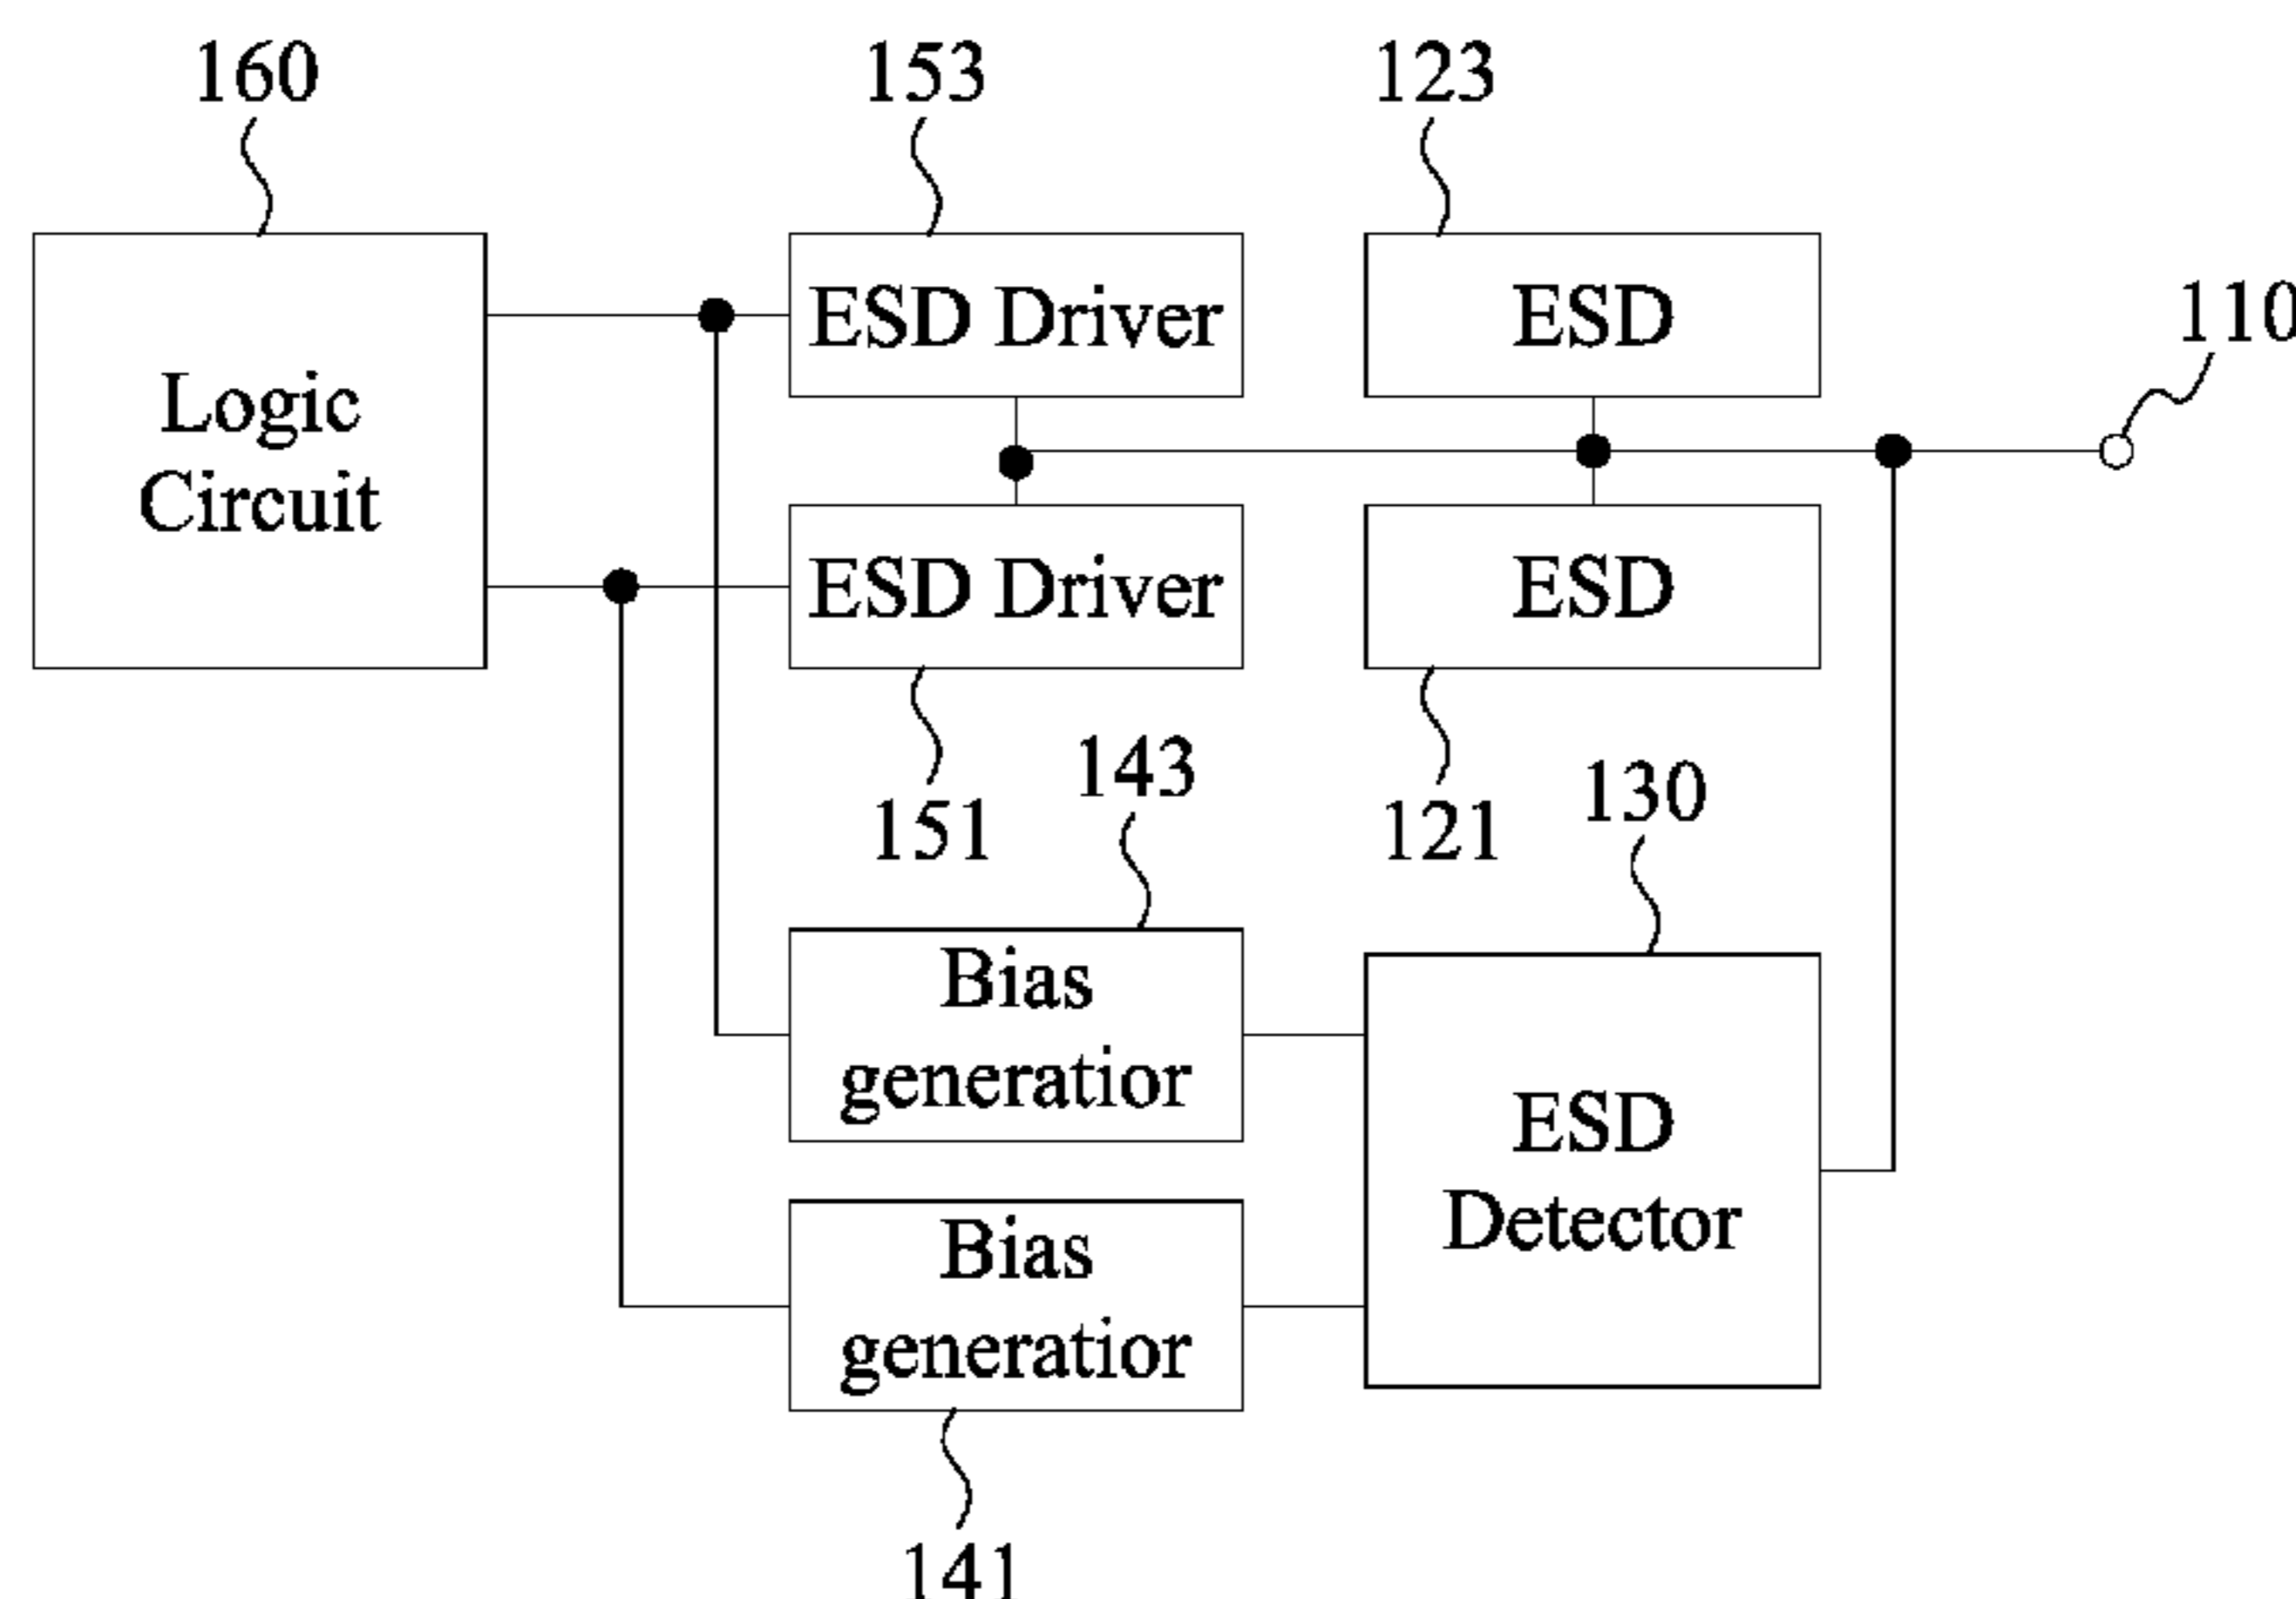 160
153
123
110
ESD Driver
ESD
Logic
Circuit
ESD Driver
ESD
143
130
151
121
Bias
generatior
ESD
Detector
Bias
generatior
141